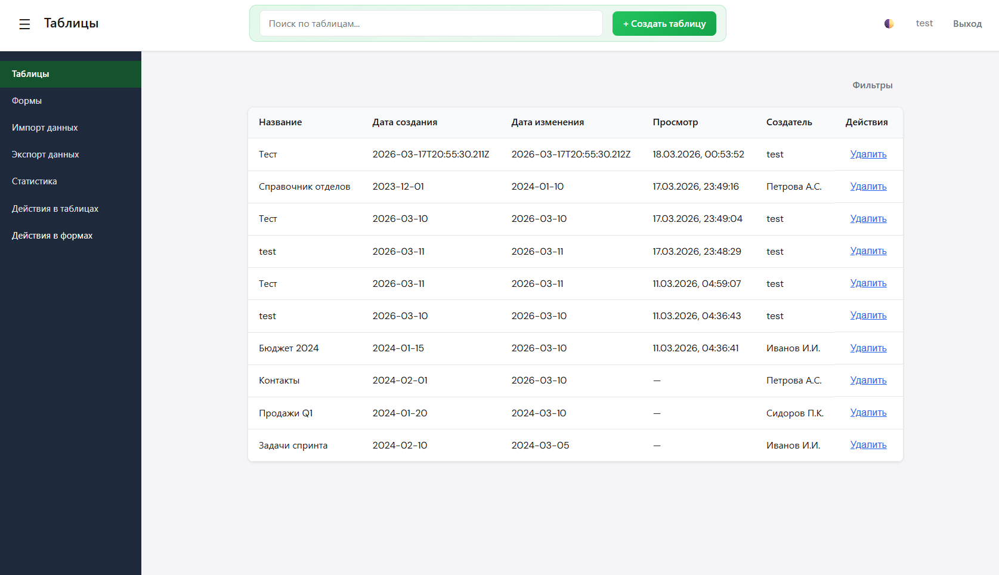 ☰ Таблицы Поиск по таблицам... + Создать таблицу test Выход
Таблицы
Формы
Импорт данных
Экспорт данных
Статистика
Действия в таблицах
Действия в формах
Фильтры
Название Дата создания Дата изменения Просмотр Создатель Действия
Тест 2026-03-17T20:55:30.211Z 2026-03-17T20:55:30.212Z 18.03.2026, 00:53:52 test Удалить
Справочник отделов 2023-12-01 2024-01-10 17.03.2026, 23:49:16 Петрова А.С. Удалить
Тест 2026-03-10 2026-03-10 17.03.2026, 23:49:04 test Удалить
test 2026-03-11 2026-03-11 17.03.2026, 23:48:29 test Удалить
Тест 2026-03-11 2026-03-11 11.03.2026, 04:59:07 test Удалить
test 2026-03-10 2026-03-10 11.03.2026, 04:36:43 test Удалить
Бюджет 2024 2024-01-15 2026-03-10 11.03.2026, 04:36:41 Иванов И.И. Удалить
Контакты 2024-02-01 2026-03-10 — Петрова А.С. Удалить
Продажи Q1 2024-01-20 2024-03-10 — Сидоров П.К. Удалить
Задачи спринта 2024-02-10 2024-03-05 — Иванов И.И. Удалить